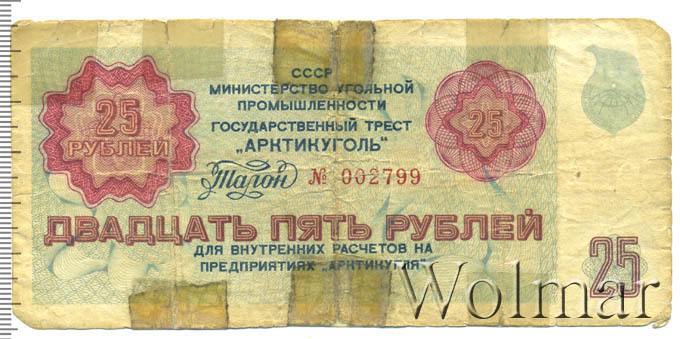 СССР
МИНИСТЕРСТВО УГОЛЬНОЙ
ПРОМЫШЛЕННОСТИ
ГОСУДАРСТВЕННЫЙ ТРЕСТ
„АРКТИКУГОЛЬ"
25
РУБЛЕЙ
25
Талон № 002799
ДВАДЦАТЬ ПЯТЬ РУБЛЕЙ
ДЛЯ ВНУТРЕННИХ РАСЧЕТОВ НА
ПРЕДПРИЯТИЯХ „АРКТИКУГЛЯ"
25
Wolmar